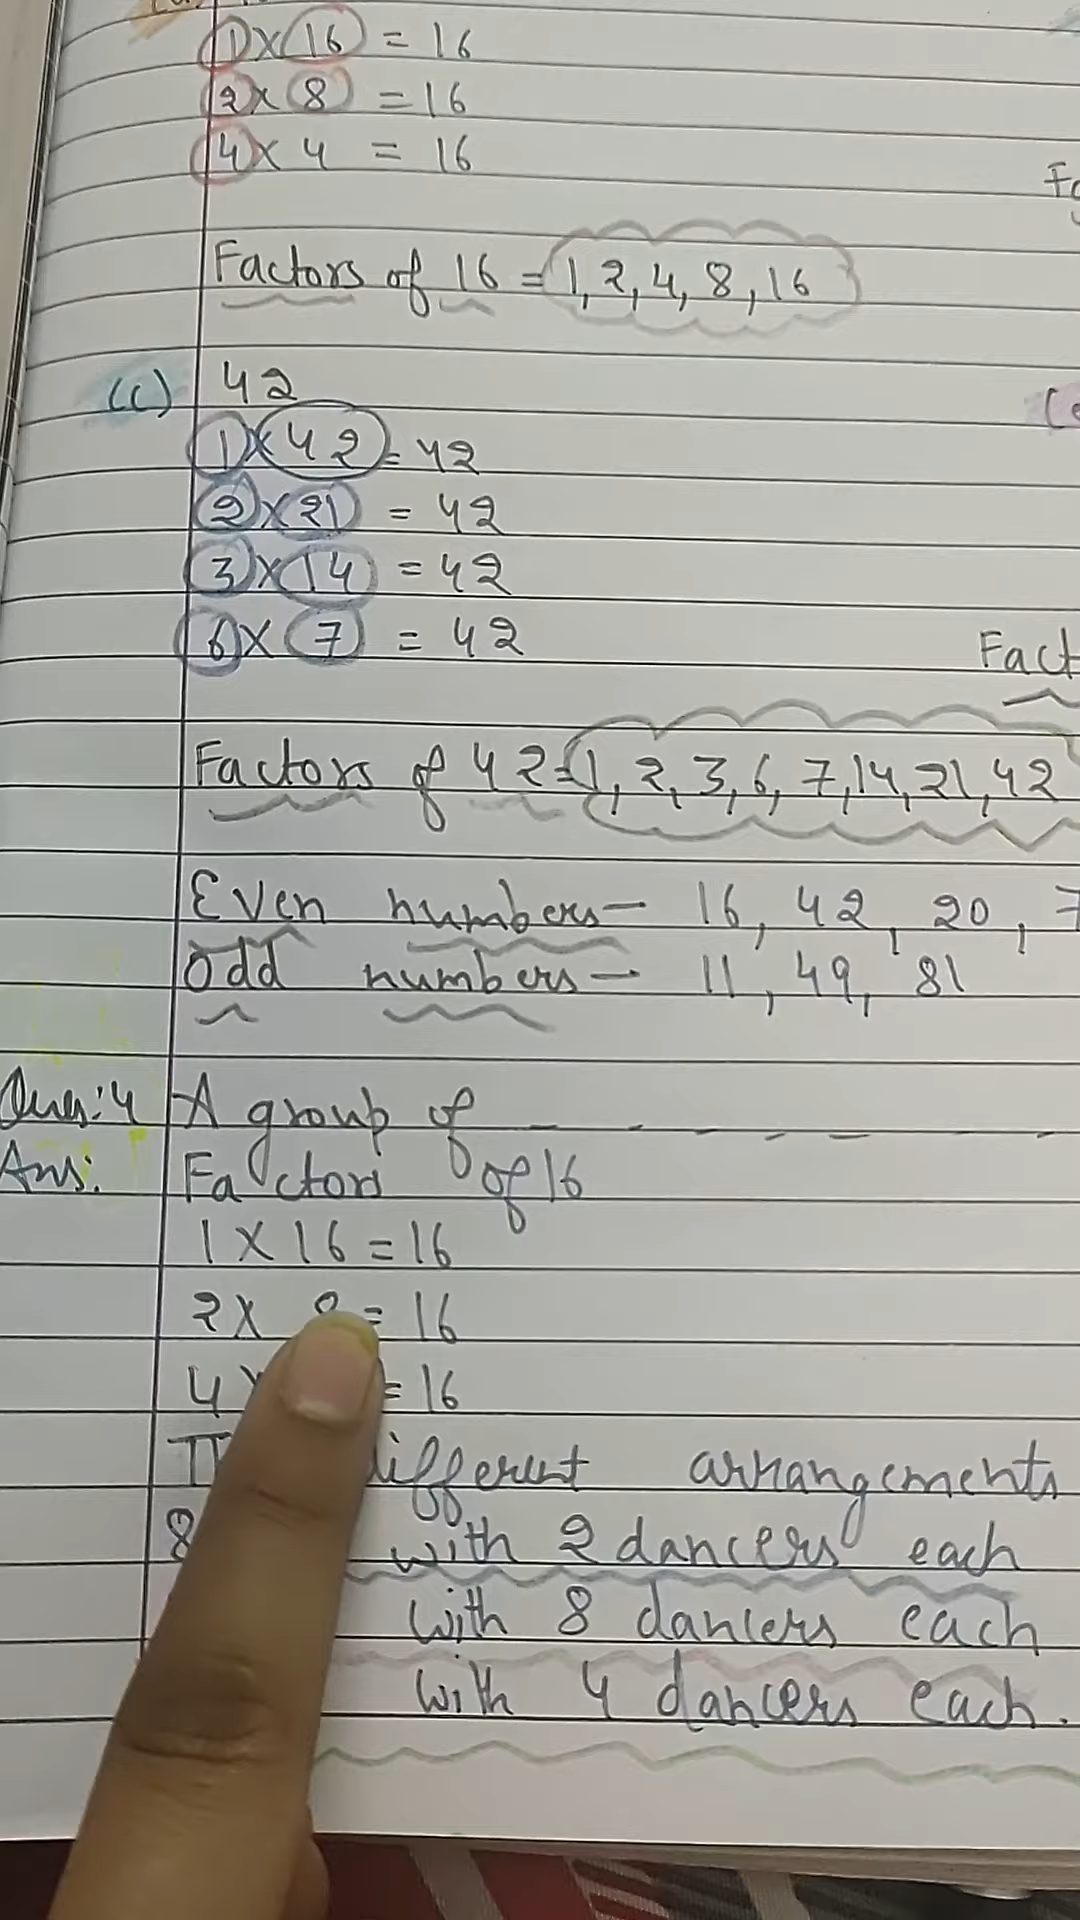 1 × 16 = 16
2 × 8 = 16
4 × 4 = 16
Factors of 16 = 1, 2, 4, 8, 16
(c) 42
1 × 42 = 42
2 × 21 = 42
3 × 14 = 42
6 × 7 = 42
Factors of 42 = 1, 2, 3, 6, 7, 14, 21, 42
Even numbers – 16, 42, 20,
Odd numbers – 11, 49, 81
Ques: 4 A group of _ _ _ _ _
Ans: Factors of 16
1 × 16 = 16
2 × 8 = 16
4 × = 16
different arrangements
8 with 2 dancers each
with 8 dancers each
with 4 dancers each.